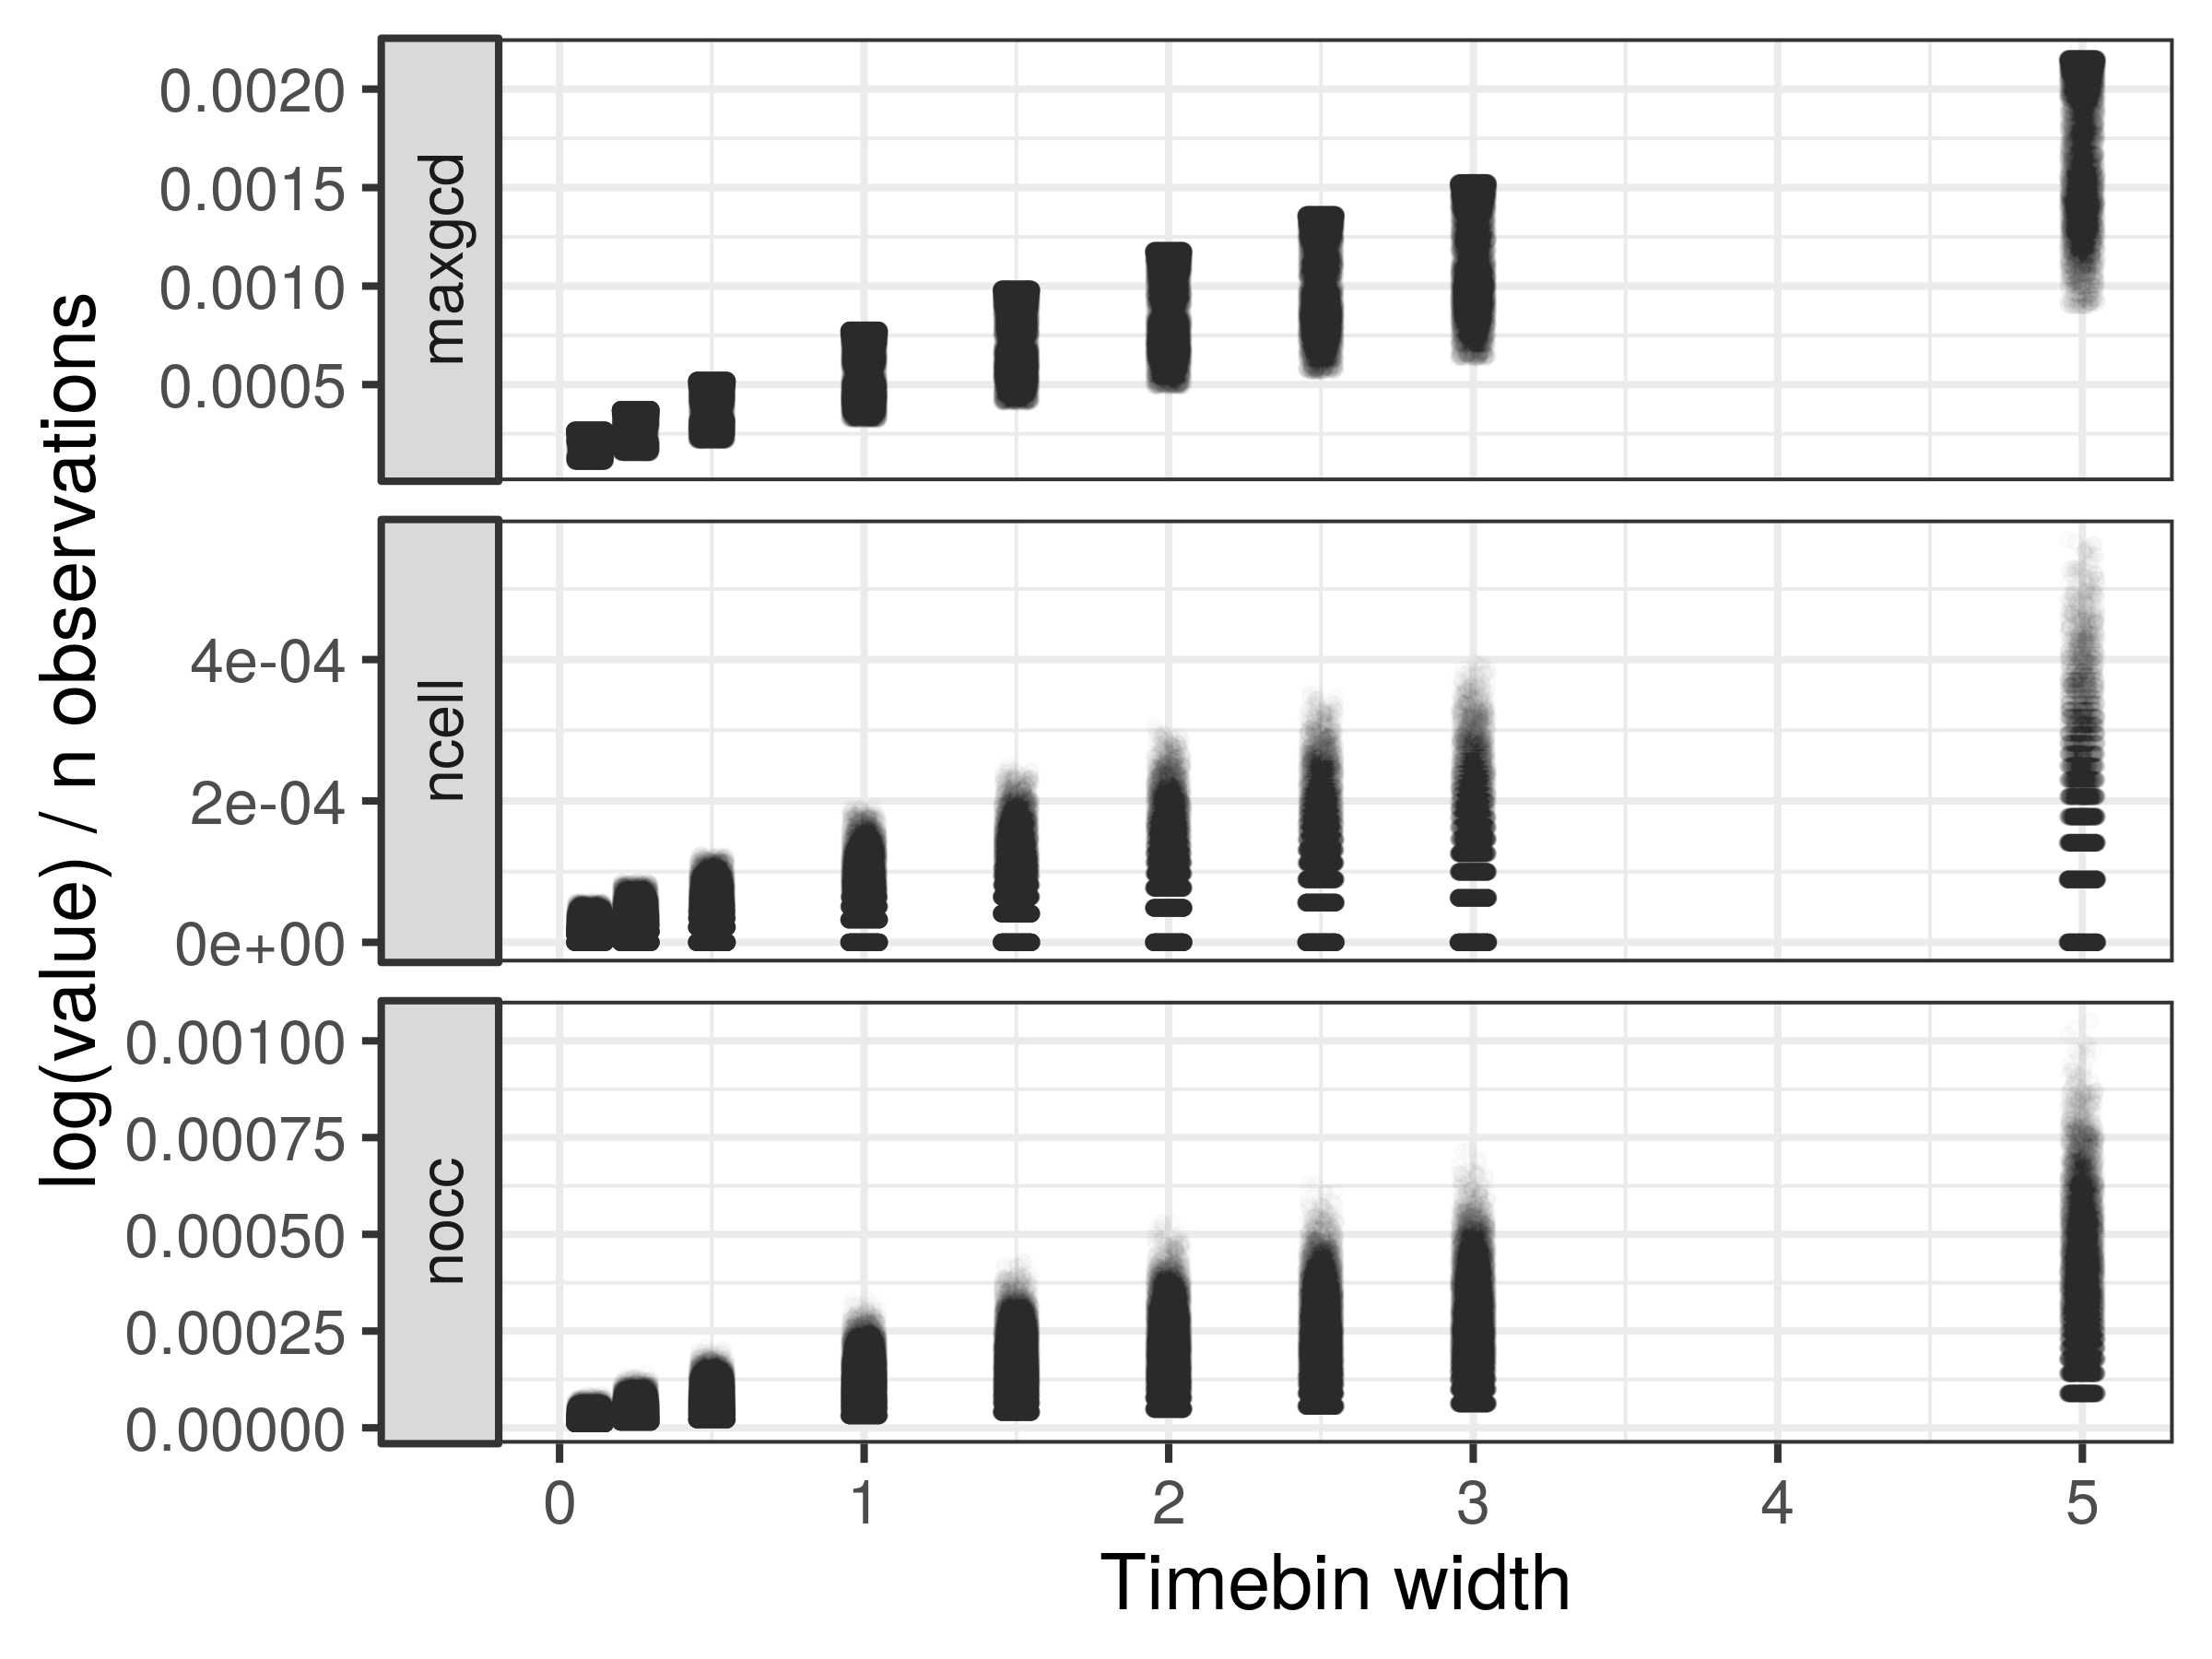 log(value) / n observations
maxgcd
0.0020
0.0015
0.0010
0.0005
ncell
4e-04
2e-04
0e+00
nocc
0.00100
0.00075
0.00050
0.00025
0.00000
0 1 2 3 4 5
Timebin width